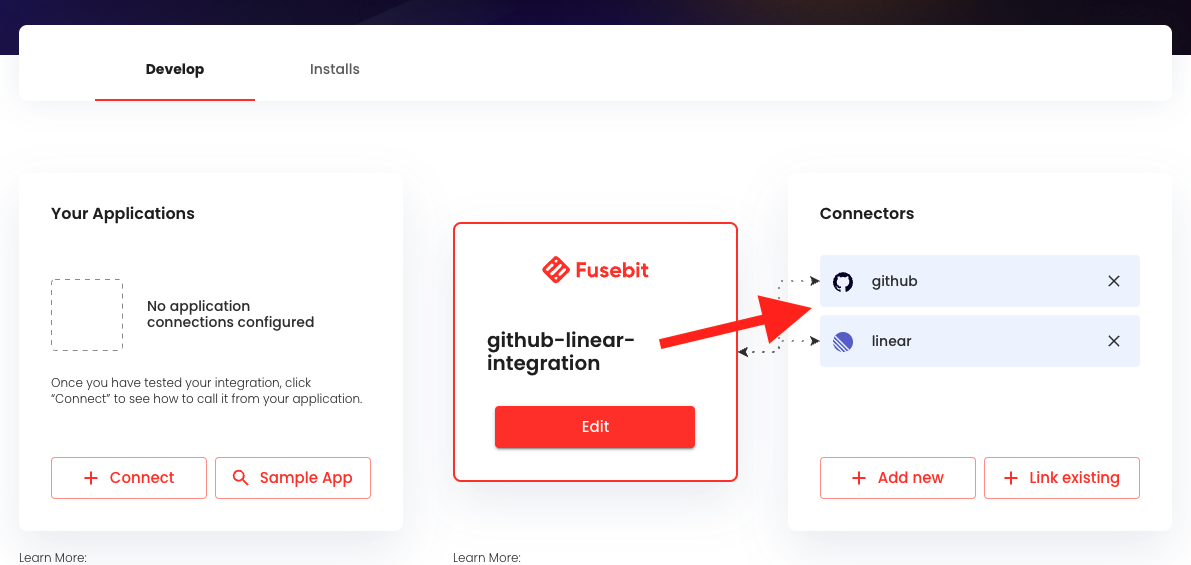 Develop
Installs
Your Applications
No application
connections configured
Once you have tested your integration, click
“Connect” to see how to call it from your application.
Connect
Sample App
Learn More:
Fusebit
github-linear-
integration
Edit
Learn More:
Connectors
github
linear
Add new
Link existing